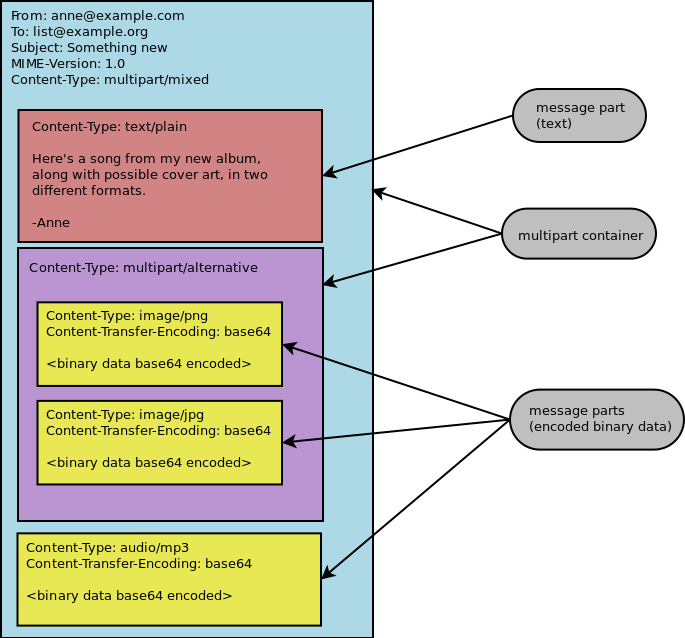 From: anne@example.com
To: list@example.org
Subject: Something new
MIME-Version: 1.0
Content-Type: multipart/mixed
Content-Type: text/plain
Here's a song from my new album,
along with possible cover art, in two
different formats.
-Anne
Content-Type: multipart/alternative
Content-Type: image/png
Content-Transfer-Encoding: base64
<binary data base64 encoded>
Content-Type: image/jpg
Content-Transfer-Encoding: base64
<binary data base64 encoded>
Content-Type: audio/mp3
Content-Transfer-Encoding: base64
<binary data base64 encoded>
message part
(text)
multipart container
message parts
(encoded binary data)